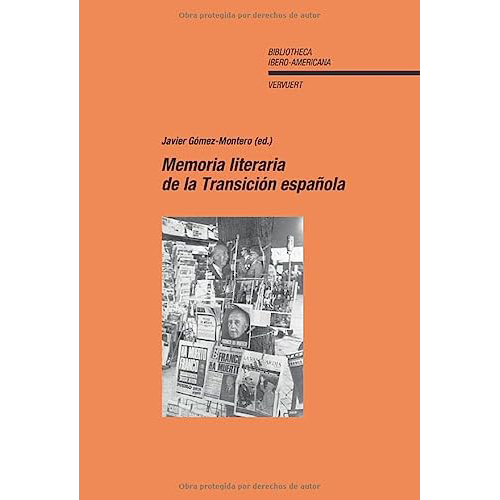 Obra protegida por derechos de autor
BIBLIOTHECA
IBERO-AMERICANA
VERVUERT
Javier Gómez-Montero (ed.)
Memoria literaria
de la Transición española
FRANCO
HA MUERTO
Obra protegida por derechos de autor